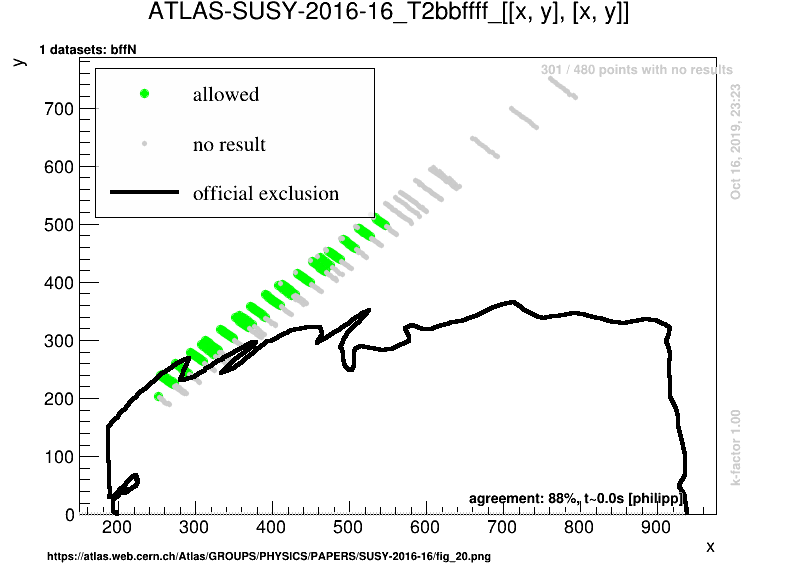 ATLAS-SUSY-2016-16_T2bbffff_[[x, y], [x, y]]
1 datasets: bffN
y
301 / 480 points with no results
allowed
no result
official exclusion
Oct 16, 2019, 23:23
k-factor 1.00
700
600
500
400
300
200
100
0
agreement: 88%, t~0.0s [philipp]
200 300 400 500 600 700 800 900
x
https://atlas.web.cern.ch/Atlas/GROUPS/PHYSICS/PAPERS/SUSY-2016-16/fig_20.png